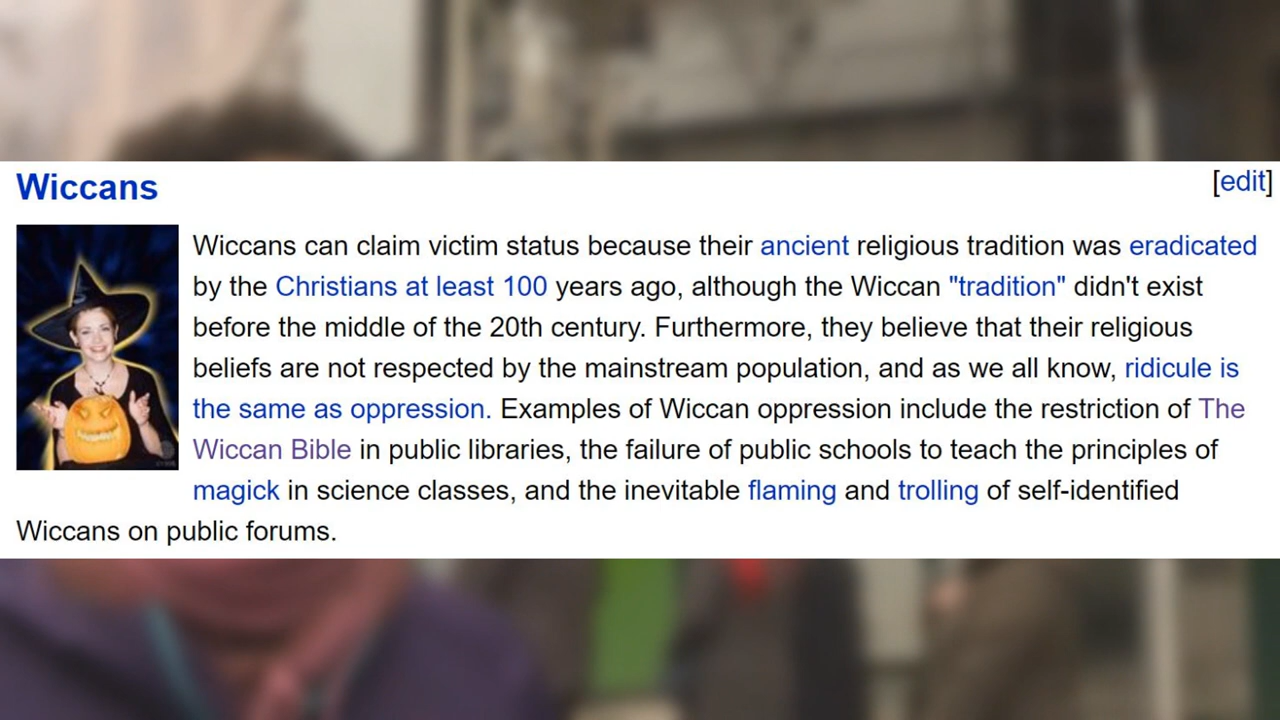 Wiccans
[edit]
Wiccans can claim victim status because their ancient religious tradition was eradicated
by the Christians at least 100 years ago, although the Wiccan "tradition" didn't exist
before the middle of the 20th century. Furthermore, they believe that their religious
beliefs are not respected by the mainstream population, and as we all know, ridicule is
the same as oppression. Examples of Wiccan oppression include the restriction of The
Wiccan Bible in public libraries, the failure of public schools to teach the principles of
magick in science classes, and the inevitable flaming and trolling of self-identified
Wiccans on public forums.